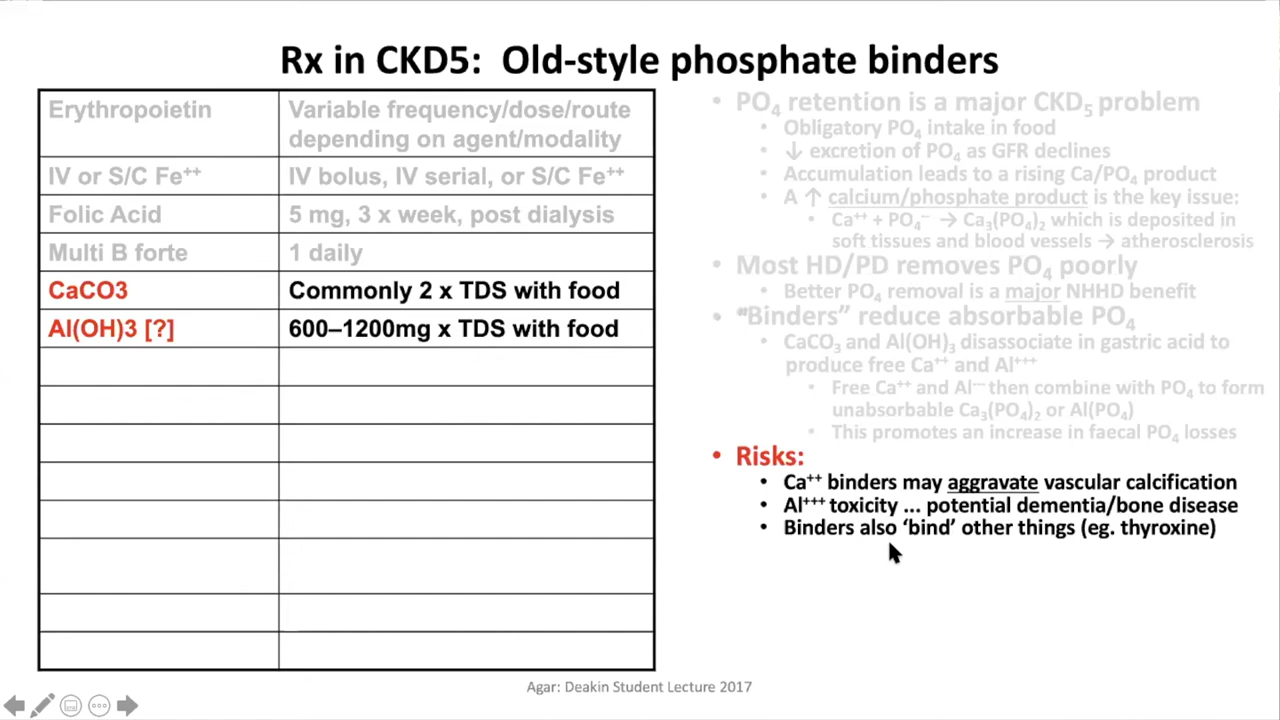 Rx in CKD5: Old-style phosphate binders
Erythropoietin
Variable frequency/dose/route
depending on agent/modality
IV or S/C Fe⁺⁺
IV bolus, IV serial, or S/C Fe⁺⁺
Folic Acid
5 mg, 3 x week, post dialysis
Multi B forte
1 daily
CaCO3
Commonly 2 x TDS with food
Al(OH)3 [?]
600–1200mg x TDS with food
• PO₄ retention is a major CKD₅ problem
• Obligatory PO₄ intake in food
• ↓ excretion of PO₄ as GFR declines
• Accumulation leads to a rising Ca/PO₄ product
• A ↑ calcium/phosphate product is the key issue:
• Ca⁺⁺ + PO₄⁻ → Ca₃(PO₄)₂ which is deposited in
soft tissues and blood vessels → atherosclerosis
• Most HD/PD removes PO₄ poorly
• Better PO₄ removal is a major NHHD benefit
• “Binders” reduce absorbable PO₄
• CaCO₃ and Al(OH)₃ disassociate in gastric acid to
produce free Ca⁺⁺ and Al⁺⁺⁺
• Free Ca⁺⁺ and Al⁻⁻ then combine with PO₄ to form
unabsorbable Ca₃(PO₄)₂ or Al(PO₄)
• This promotes an increase in faecal PO₄ losses
• Risks:
• Ca⁺⁺ binders may aggravate vascular calcification
• Al⁺⁺⁺ toxicity ... potential dementia/bone disease
• Binders also ‘bind’ other things (eg. thyroxine)
Agar: Deakin Student Lecture 2017